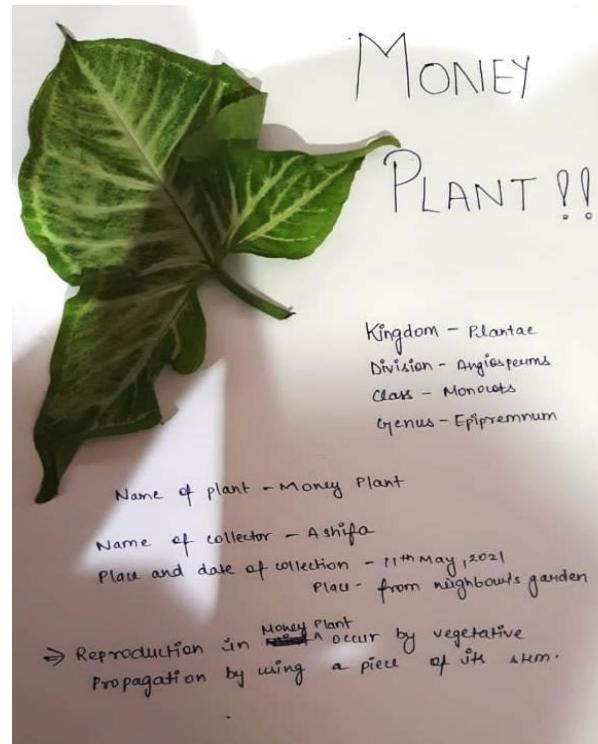 MONEY
PLANT !!
Kingdom - Plantae
Division - Angiosperms
Class - Monocots
Genus - Epipremnum
Name of plant - Money Plant
Name of collector - Ashifa
Place and date of collection - 11th May, 2021
Place - from neighbour's garden
⇒ Reproduction in Money Plant occur by vegetative
Propagation by using a piece of its stem.